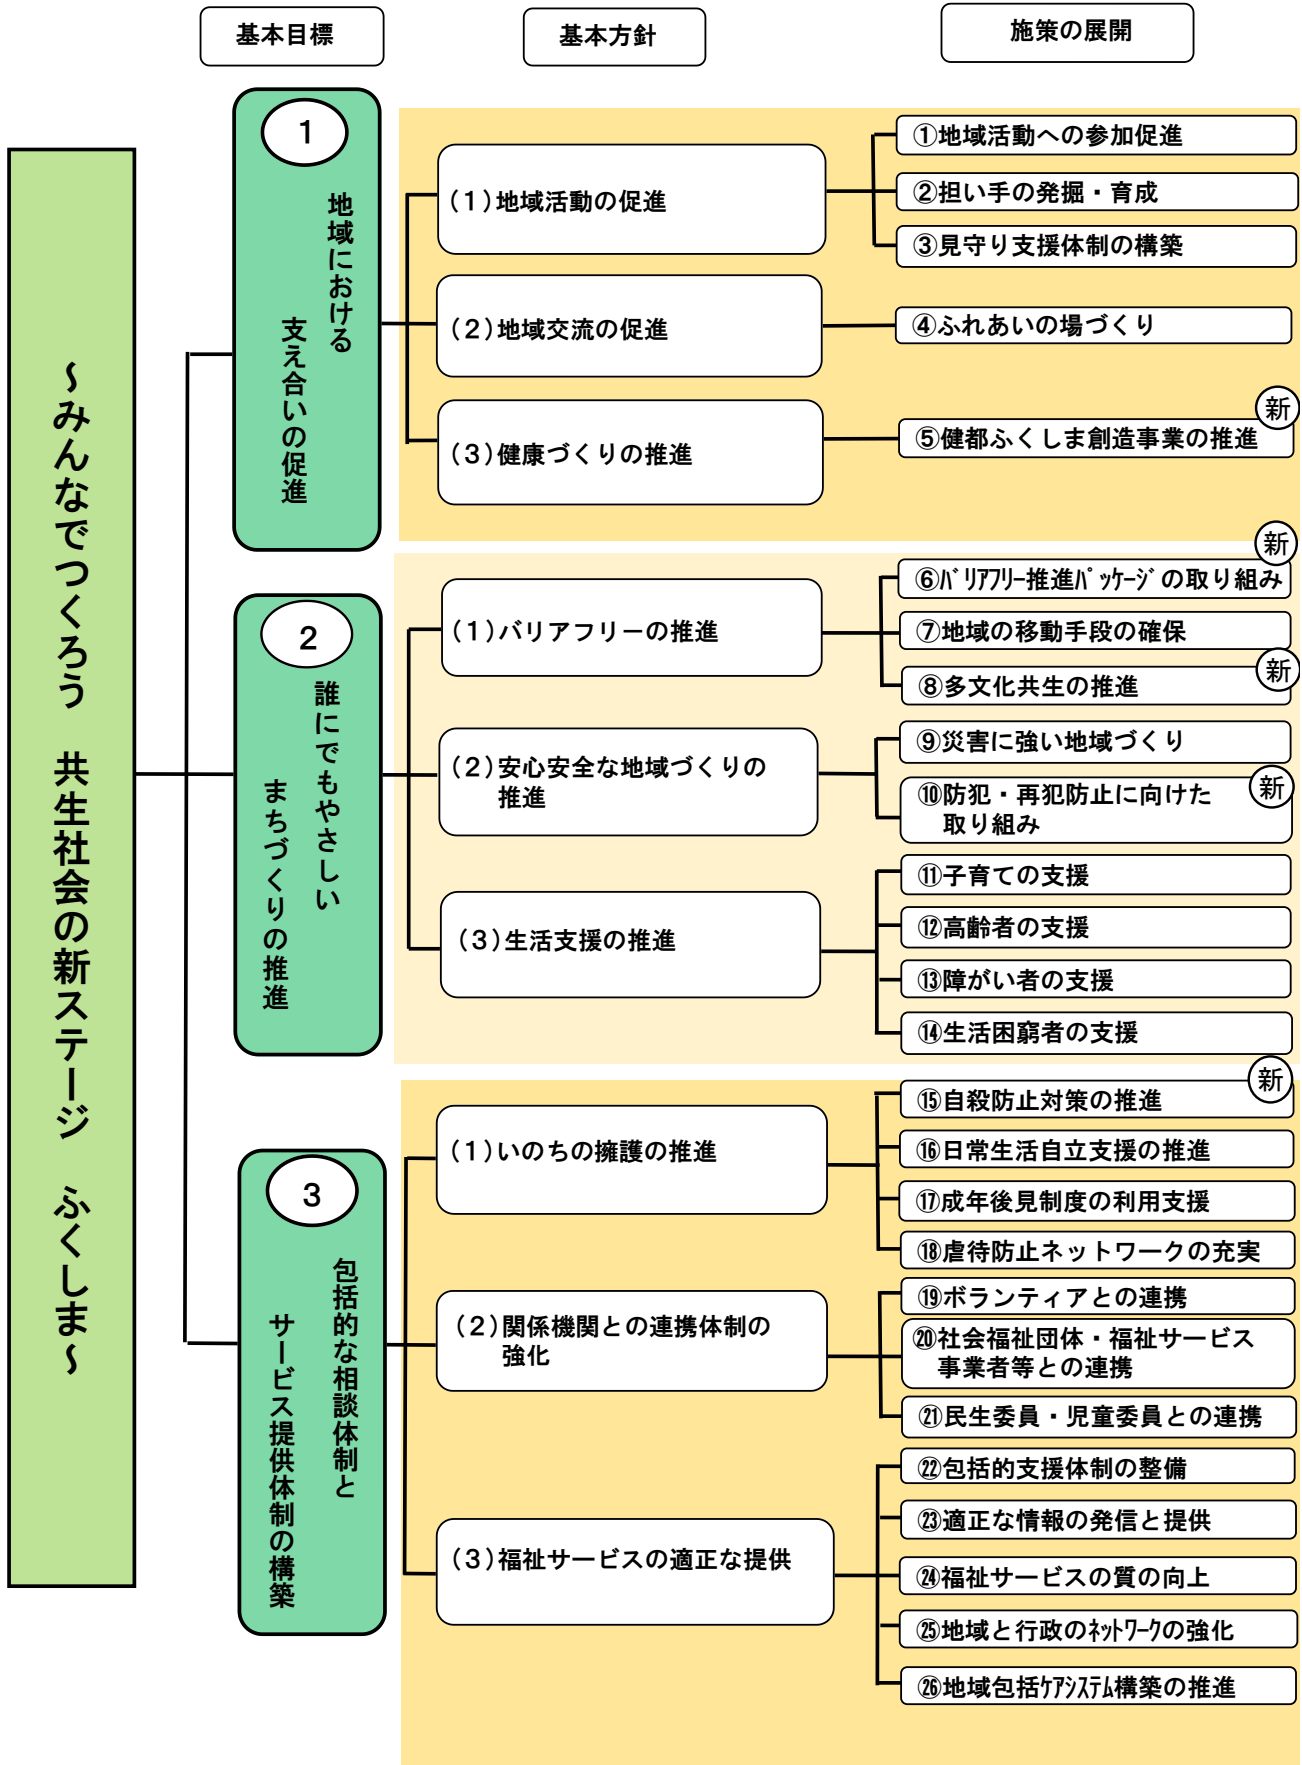 基本目標
基本方針
施策の展開
～みんなでつくろう　共生社会の新ステージ　ふくしま～
1
地域における
支え合いの促進
(１)地域活動の促進
①地域活動への参加促進
②担い手の発掘・育成
③見守り支援体制の構築
(２)地域交流の促進
④ふれあいの場づくり
(３)健康づくりの推進
新
⑤健都ふくしま創造事業の推進
2
誰にでもやさしい
まちづくりの推進
(１)バリアフリーの推進
新
⑥ﾊﾞﾘｱﾌﾘｰ推進ﾊﾟｯｹｰｼﾞの取り組み
⑦地域の移動手段の確保
新
⑧多文化共生の推進
(２)安心安全な地域づくりの
推進
⑨災害に強い地域づくり
新
⑩防犯・再犯防止に向けた
取り組み
(３)生活支援の推進
⑪子育ての支援
⑫高齢者の支援
⑬障がい者の支援
⑭生活困窮者の支援
3
包括的な相談体制と
サービス提供体制の構築
(１)いのちの擁護の推進
新
⑮自殺防止対策の推進
⑯日常生活自立支援の推進
⑰成年後見制度の利用支援
⑱虐待防止ネットワークの充実
(２)関係機関との連携体制の
強化
⑲ボランティアとの連携
⑳社会福祉団体・福祉サービス
事業者等との連携
㉑民生委員・児童委員との連携
(３)福祉サービスの適正な提供
㉒包括的支援体制の整備
㉓適正な情報の発信と提供
㉔福祉サービスの質の向上
㉕地域と行政のﾈｯﾄﾜｰｸの強化
㉖地域包括ｹｱｼｽﾃﾑ構築の推進